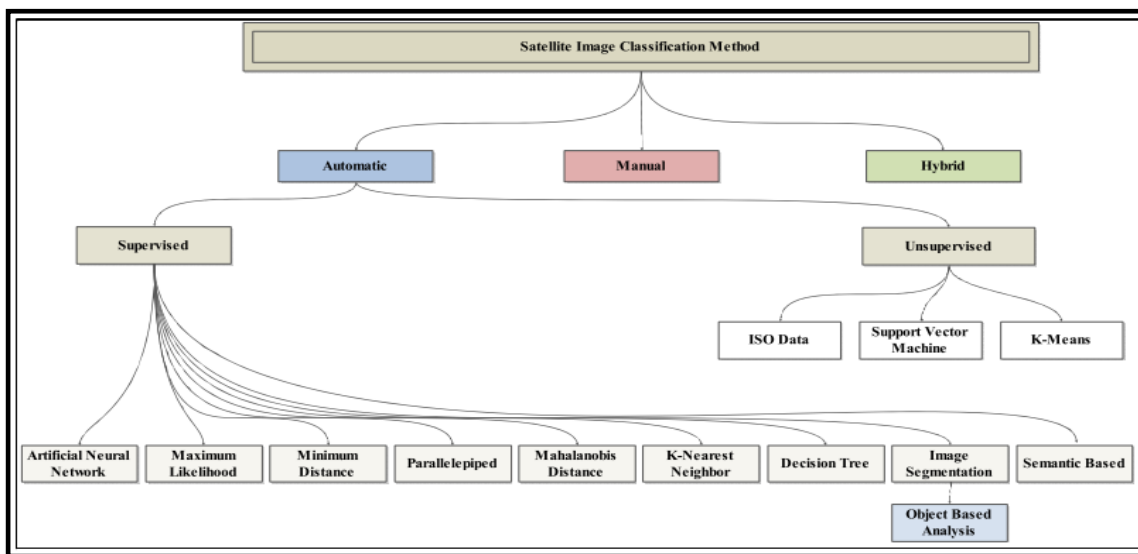 Satellite Image Classification Method
Automatic
Manual
Hybrid
Supervised
Unsupervised
ISO Data
Support Vector
Machine
K-Means
Artificial Neural
Network
Maximum
Likelihood
Minimum
Distance
Parallelepiped
Mahalanobis
Distance
K-Nearest
Neighbor
Decision Tree
Image
Segmentation
Semantic Based
Object Based
Analysis